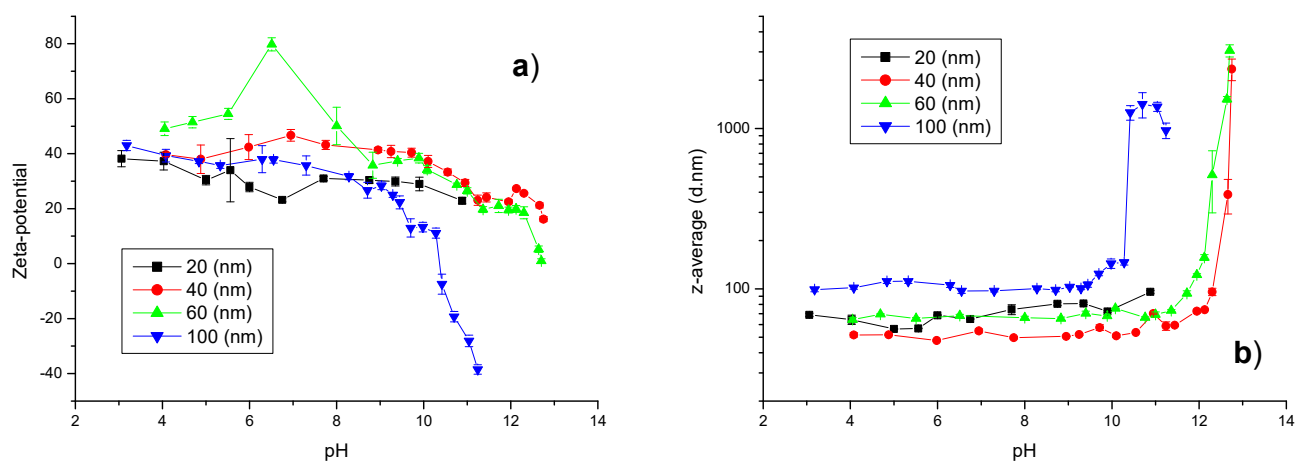 a)
80
60
40
20
0
-20
-40
Zeta-potential
20 (nm)
40 (nm)
60 (nm)
100 (nm)
2 4 6 8 10 12 14
pH
20 (nm)
40 (nm)
60 (nm)
100 (nm)
1000
100
z-average (d.nm)
b)
2 4 6 8 10 12 14
pH